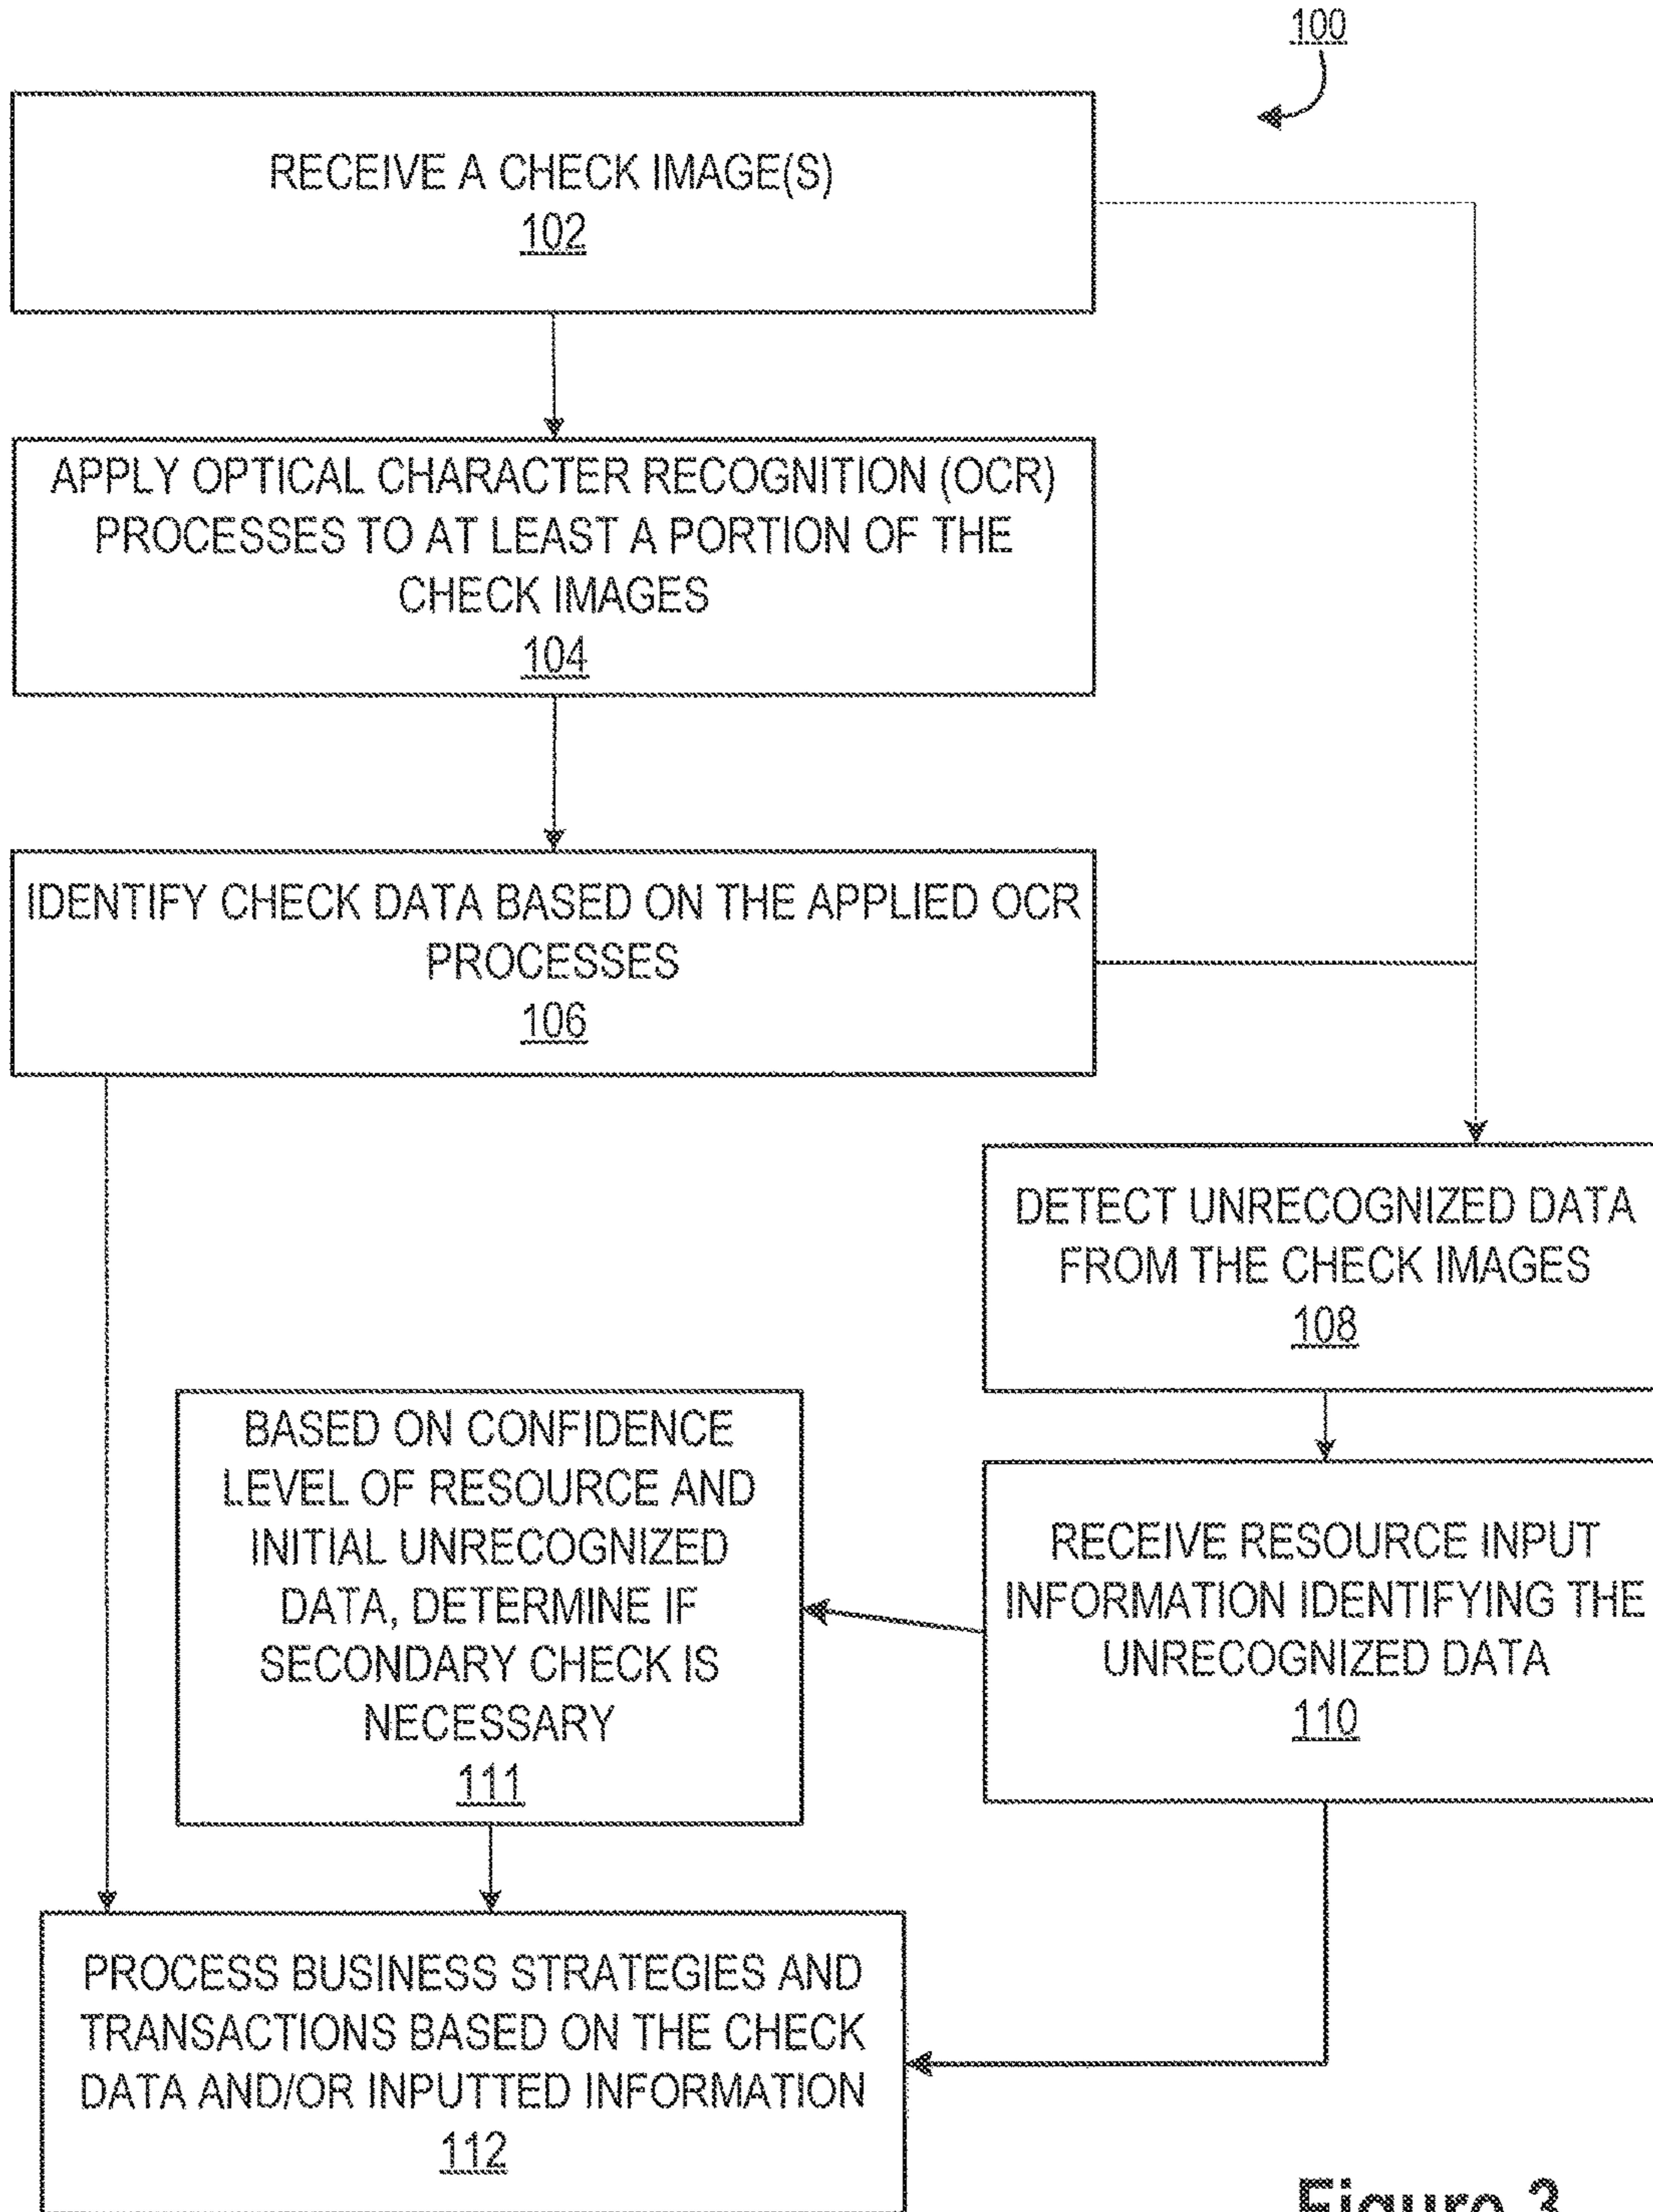 100
RECEIVE A CHECK IMAGE(S)
102
APPLY OPTICAL CHARACTER RECOGNITION (OCR)
PROCESSES TO AT LEAST A PORTION OF THE
CHECK IMAGES
104
IDENTIFY CHECK DATA BASED ON THE APPLIED OCR
PROCESSES
106
DETECT UNRECOGNIZED DATA
FROM THE CHECK IMAGES
108
BASED ON CONFIDENCE
LEVEL OF RESOURCE AND
INITIAL UNRECOGNIZED
DATA, DETERMINE IF
SECONDARY CHECK IS
NECESSARY
111
RECEIVE RESOURCE INPUT
INFORMATION IDENTIFYING THE
UNRECOGNIZED DATA
110
PROCESS BUSINESS STRATEGIES AND
TRANSACTIONS BASED ON THE CHECK
DATA AND/OR INPUTTED INFORMATION
112
Figure 3